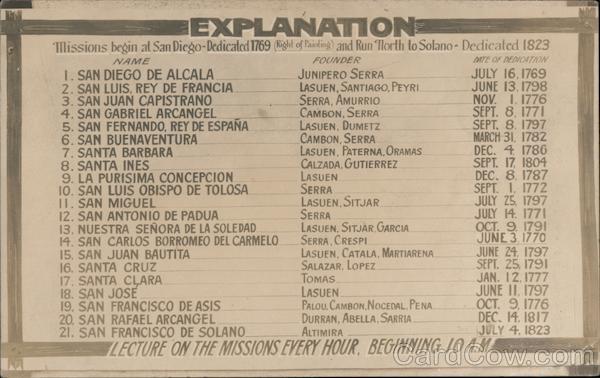 EXPLANATION
Missions begin at San Diego - Dedicated 1769 (Right of Painting) and Run North to Solano - Dedicated 1823
NAME FOUNDER DATE OF DEDICATION
1. SAN DIEGO DE ALCALA JUNIPERO SERRA JULY 16, 1769
2. SAN LUIS, REY DE FRANCIA LASUEN, SANTIAGO, PEYRI JUNE 13, 1798
3. SAN JUAN CAPISTRANO SERRA, AMURRIO NOV. 1, 1776
4. SAN GABRIEL ARCANGEL CAMBON, SERRA SEPT. 8, 1771
5. SAN FERNANDO, REY DE ESPAÑA LASUEN, DUMETZ SEPT. 8, 1797
6. SAN BUENAVENTURA CAMBON, SERRA MARCH 31, 1782
7. SANTA BARBARA LASUEN, PATERNA, ORAMAS DEC. 4, 1786
8. SANTA INES CALZADA, GUTIERREZ SEPT. 17, 1804
9. LA PURISIMA CONCEPCION LASUEN DEC. 8, 1787
10. SAN LUIS OBISPO DE TOLOSA SERRA SEPT. 1, 1772
11. SAN MIGUEL LASUEN, SITJAR JULY 25, 1797
12. SAN ANTONIO DE PADUA SERRA JULY 14, 1771
13. NUESTRA SEÑORA DE LA SOLEDAD LASUEN, SITJAR GARCIA OCT. 9, 1791
14. SAN CARLOS BORROMEO DEL CARMELO SERRA, CRESPI JUNE 3, 1770
15. SAN JUAN BAUTITA LASUEN, CATALA, MARTIARENA JUNE 24, 1797
16. SANTA CRUZ SALAZAR, LOPEZ SEPT. 25, 1791
17. SANTA CLARA TOMAS JAN. 12, 1777
18. SAN JOSÉ LASUEN JUNE 11, 1797
19. SAN FRANCISCO DE ASIS PALOU, CAMBON, NOCEDAL, PENA OCT. 9, 1776
20. SAN RAFAEL ARCANGEL DURRAN, ABELLA, SARRIA DEC. 14, 1817
21. SAN FRANCISCO DE SOLANO ALTIMIRA JULY 4, 1823
LECTURE ON THE MISSIONS EVERY HOUR, BEGINNING 10 A.M.
CardCow.com